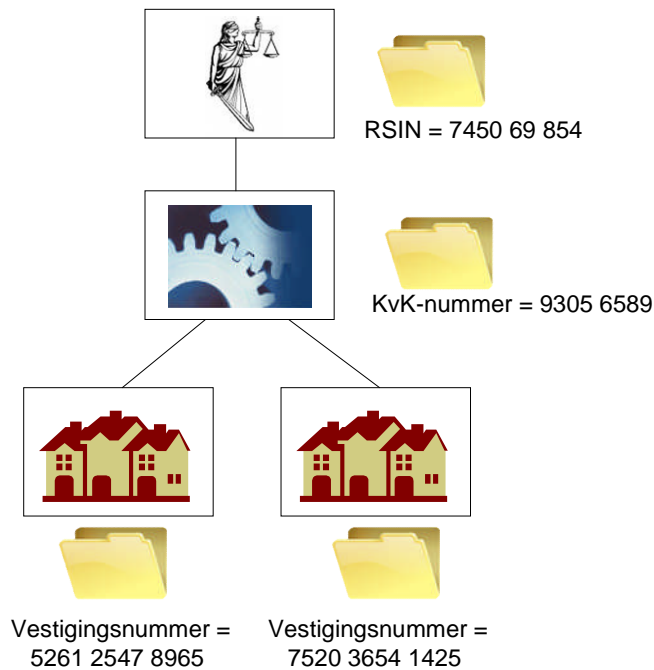 RSIN = 7450 69 854
KvK-nummer = 9305 6589
Vestigingsnummer =
5261 2547 8965
Vestigingsnummer =
7520 3654 1425